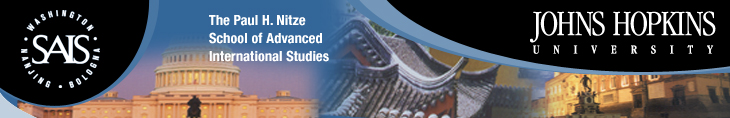 WASHINGTON
SAIS
NANJING • BOLOGNA
The Paul H. Nitze
School of Advanced
International Studies
JOHNS HOPKINS
UNIVERSITY